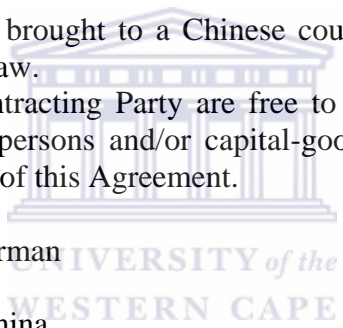 brought to a Chinese cou
aw.
ntracting Party are free to
persons and/or capital-goo
of this Agreement.
rman
UNIVERSITY of the
WESTERN CAPE
hina